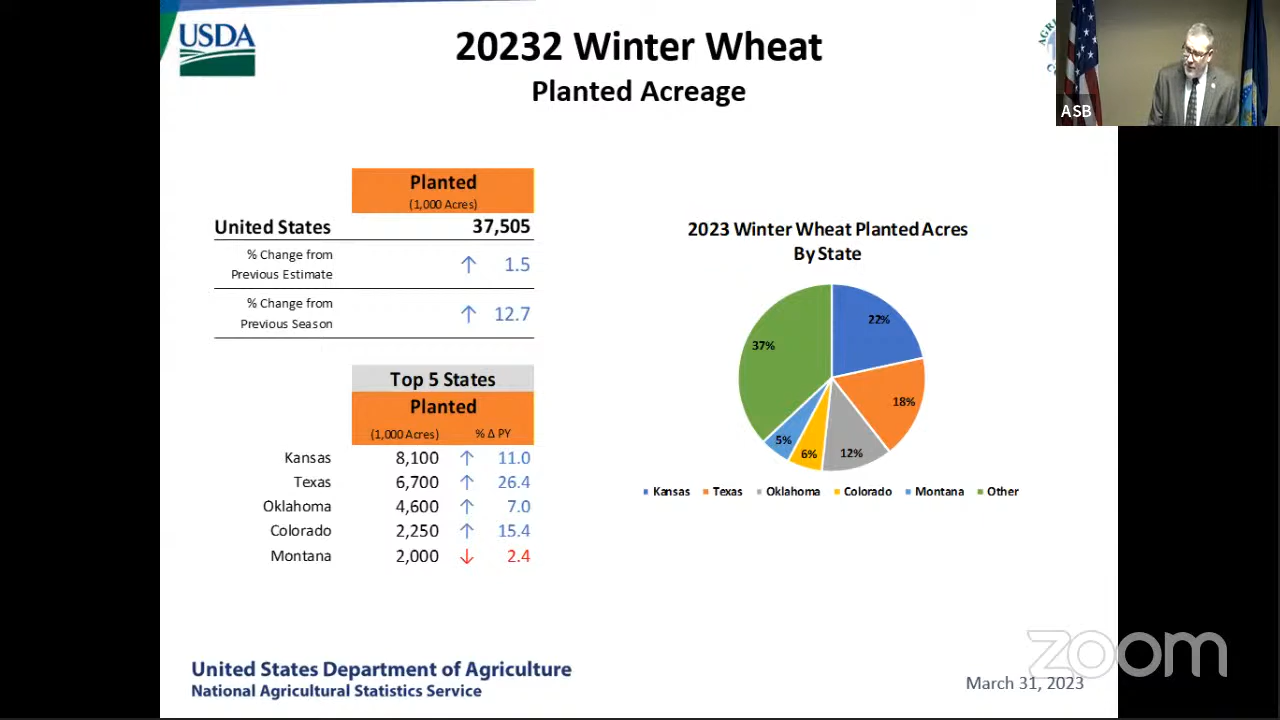 USDA
20232 Winter Wheat
Planted Acreage
ASB
Planted
(1,000 Acres)
United States 37,505
% Change from
Previous Estimate ↑ 1.5
% Change from
Previous Season ↑ 12.7
Top 5 States
Planted
(1,000 Acres) % Δ PY
Kansas 8,100 ↑ 11.0
Texas 6,700 ↑ 26.4
Oklahoma 4,600 ↑ 7.0
Colorado 2,250 ↑ 15.4
Montana 2,000 ↓ 2.4
2023 Winter Wheat Planted Acres
By State
22%
18%
12%
6%
5%
37%
Kansas Texas Oklahoma Colorado Montana Other
United States Department of Agriculture
National Agricultural Statistics Service
March 31, 2023
zoom